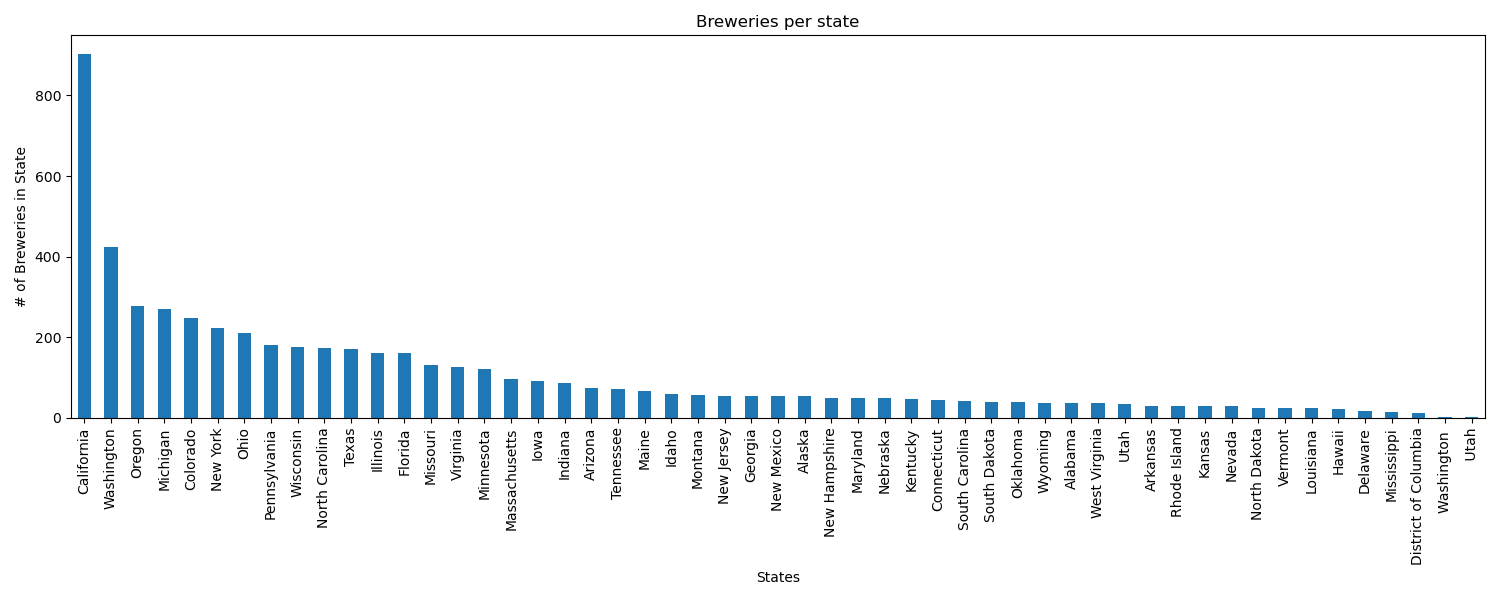 Breweries per state
# of Breweries in State
800
600
400
200
0
California
Washington
Oregon
Michigan
Colorado
New York
Ohio
Pennsylvania
Wisconsin
North Carolina
Texas
Illinois
Florida
Missouri
Virginia
Minnesota
Massachusetts
Iowa
Indiana
Arizona
Tennessee
Maine
Idaho
Montana
New Jersey
Georgia
New Mexico
Alaska
New Hampshire
Maryland
Nebraska
Kentucky
Connecticut
South Carolina
South Dakota
Oklahoma
Wyoming
Alabama
West Virginia
Utah
Arkansas
Rhode Island
Kansas
Nevada
North Dakota
Vermont
Louisiana
Hawaii
Delaware
Mississippi
District of Columbia
Washington
Utah
States